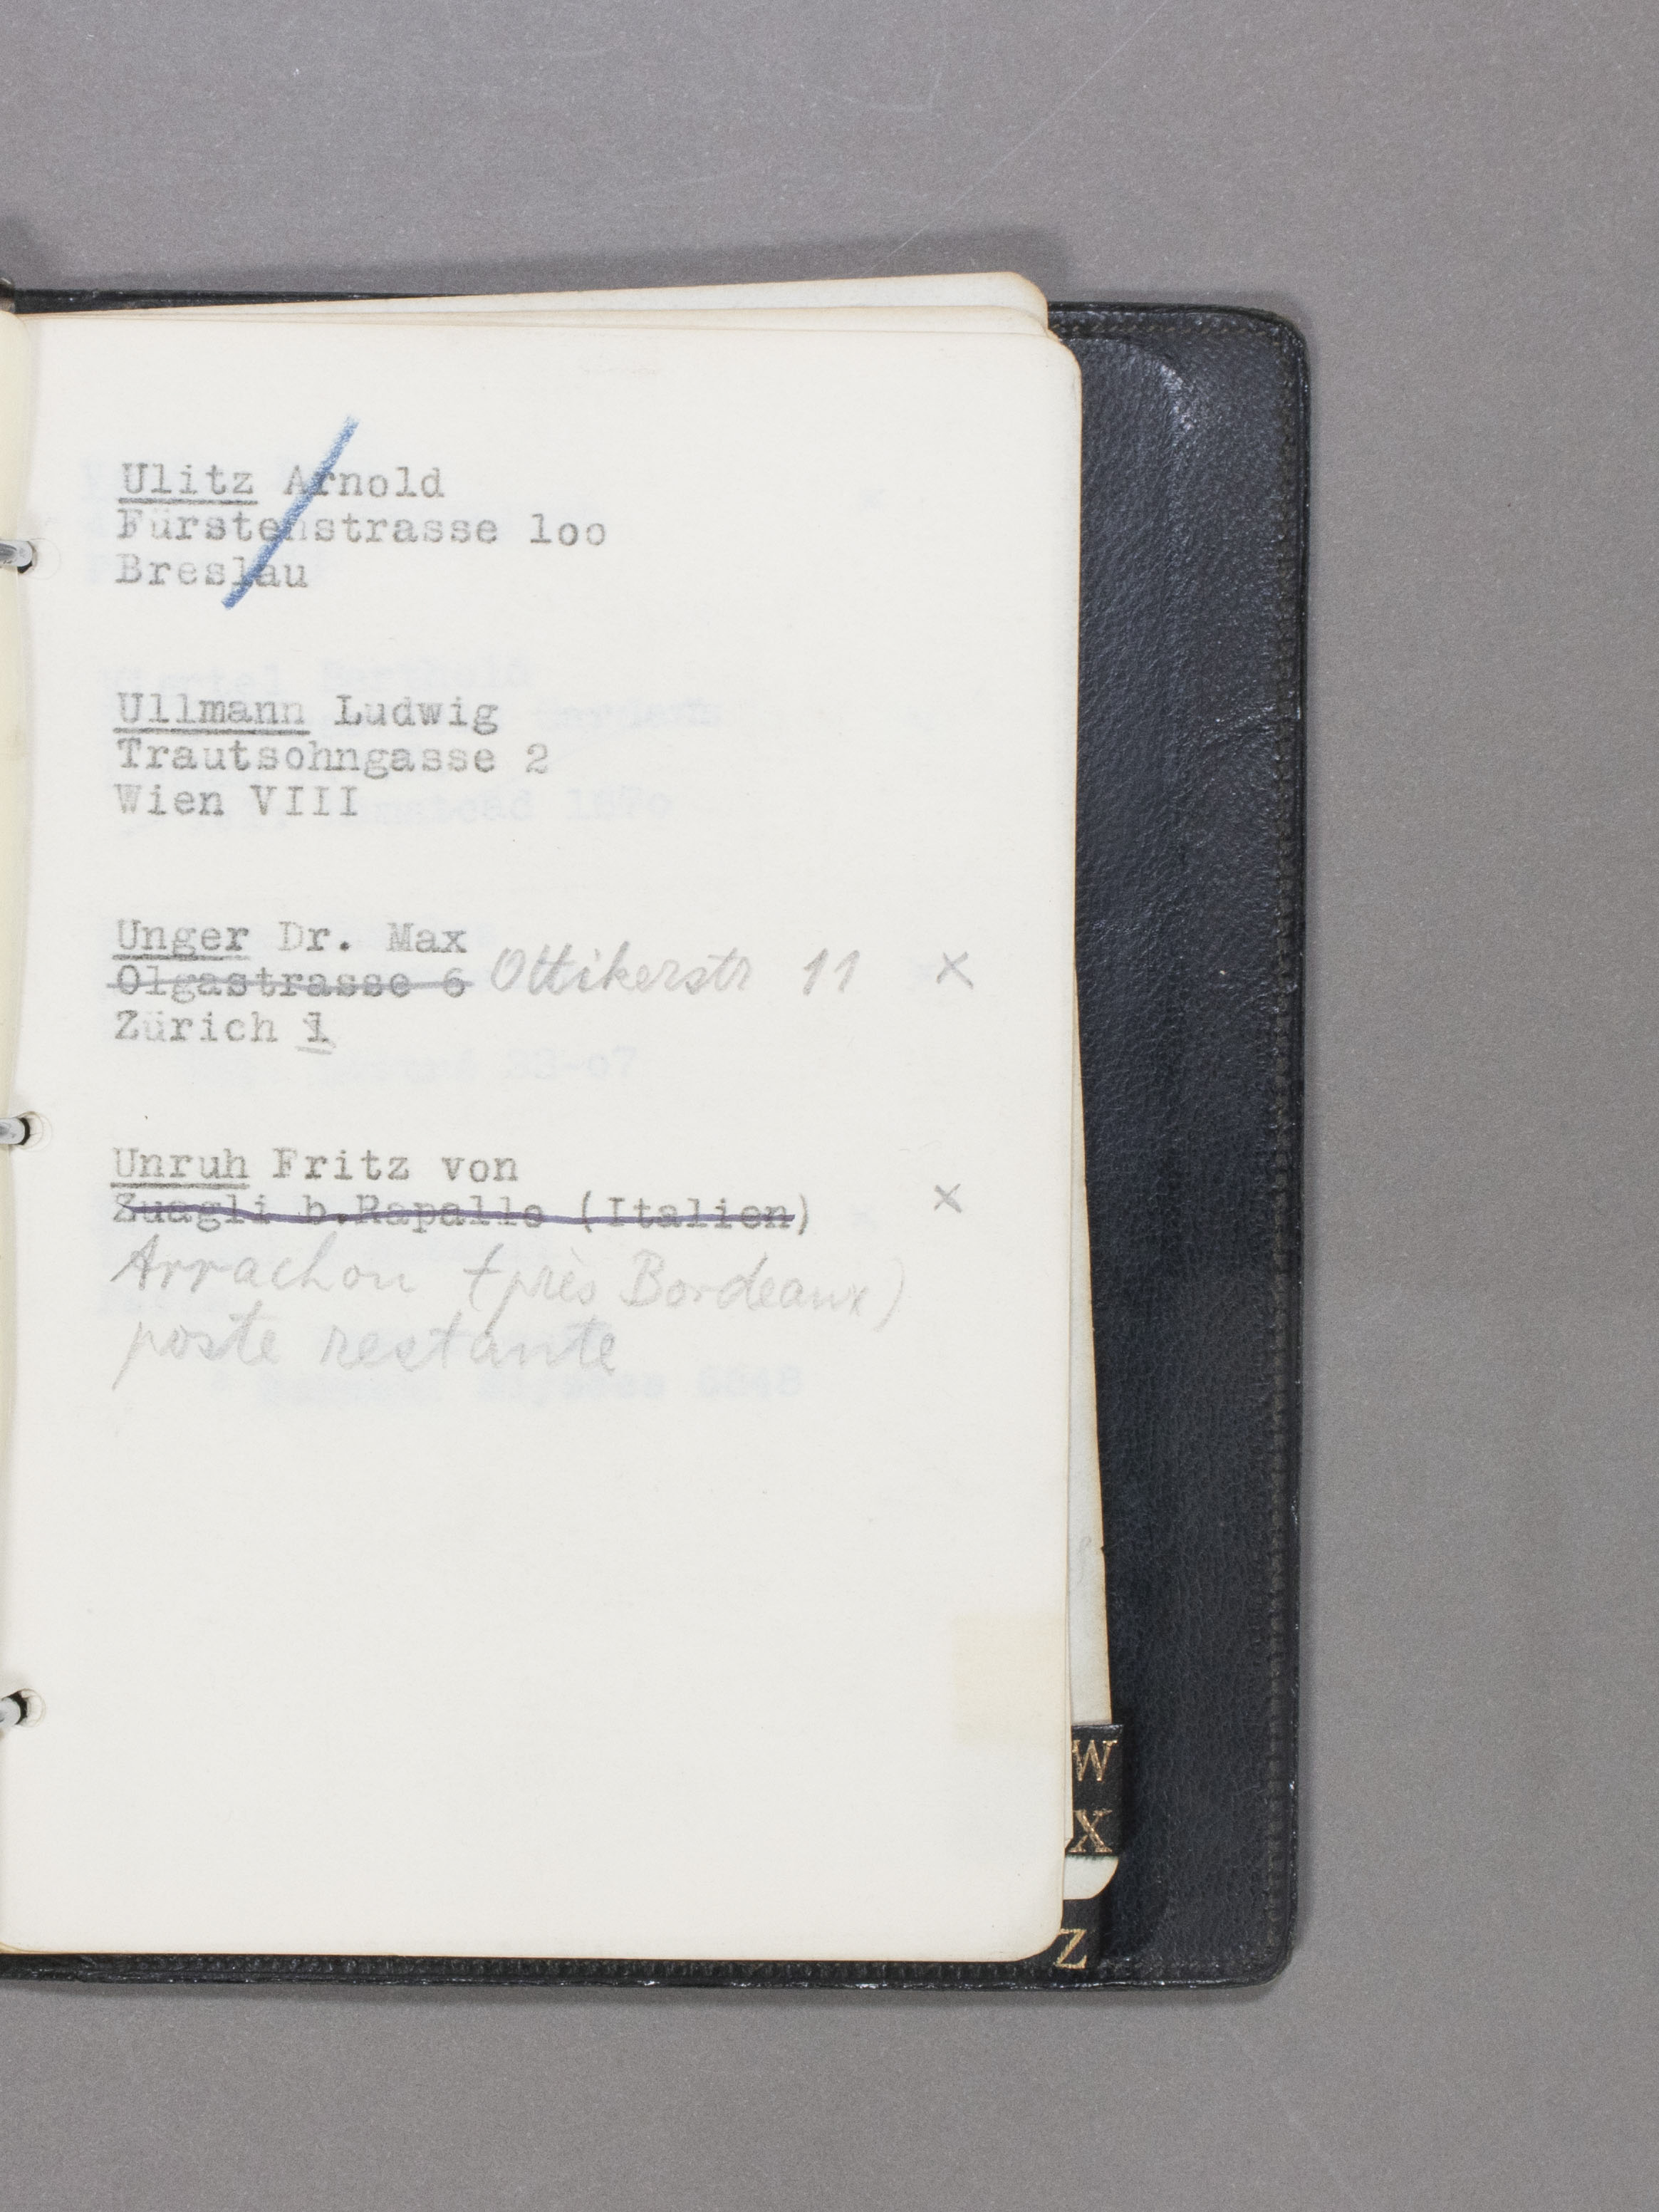 Ulitz Arnold
Fürstenstrasse loo
Breslau
Ullmann Ludwig
Trautsohngasse 2
Wien VIII
Unger Dr. Max
Olgastrasse 6 Ottikerstr 11 x
Zürich
Unruh Fritz von
Zuagli b.Rapallo (Italien) x
Arrachon (près Bordeaux)
poste restante
W
X
Z